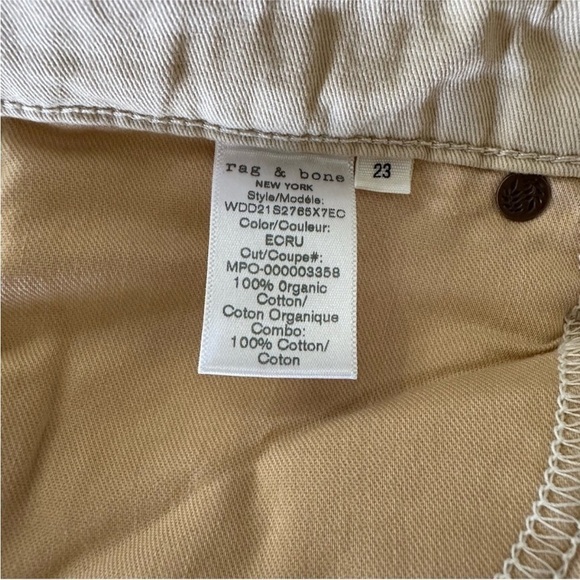 rag & bone
NEW YORK
Style/Modèle:
WDD21S2765X7EC
Color/Couleur:
ECRU
Cut/Coupe#:
MPO-000003358
100% Organic
Cotton/
Coton Organique
Combo:
100% Cotton/
Coton
23